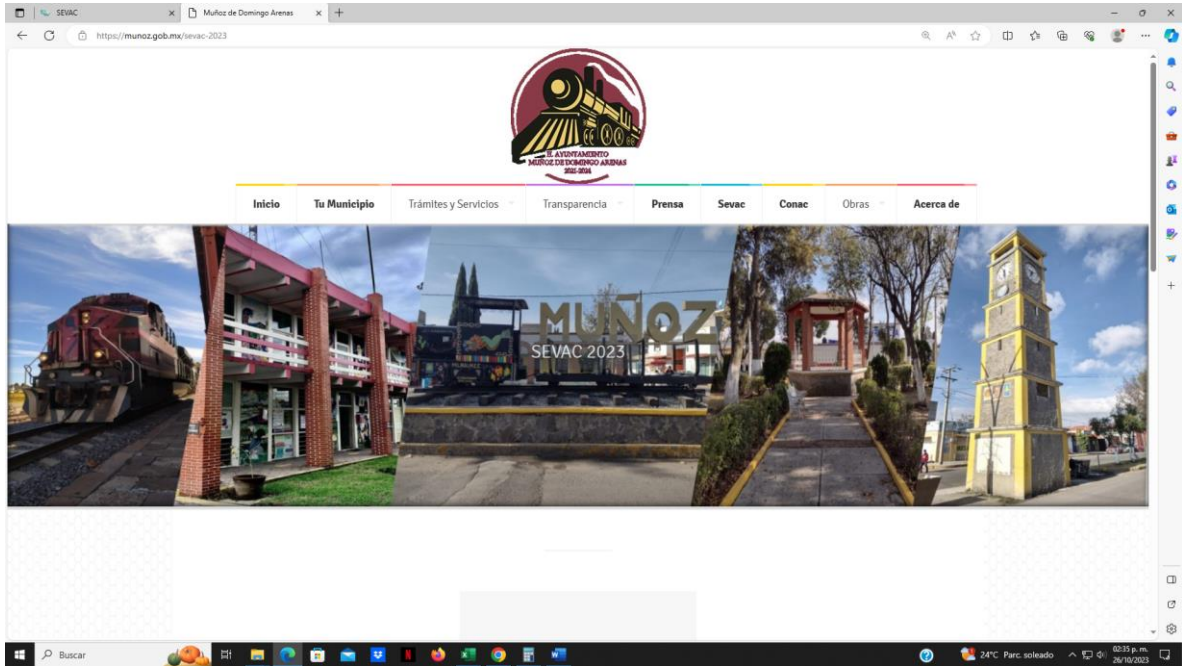 SEVAC
Muñoz de Domingo Arenas
https://munoz.gob.mx/sevac-2023
H. AYUNTAMIENTO
MUÑOZ DE DOMINGO ARENAS
2021-2024
Inicio Tu Municipio Trámites y Servicios Transparencia Prensa Sevac Conac Obras Acerca de
MUÑOZ
SEVAC 2023
Buscar
24°C Parc. soleado
02:35 p. m.
26/10/2023